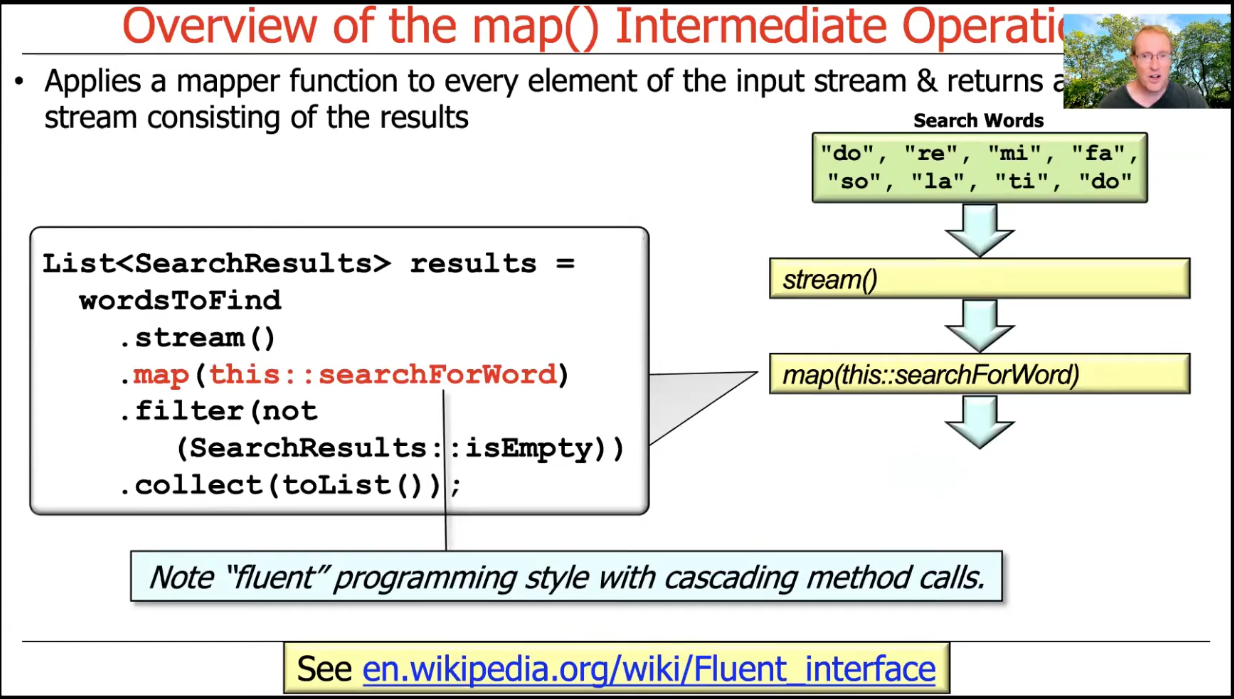 Overview of the map() Intermediate
• Applies a mapper function to every element of the input stream & returns
stream consisting of the results
Search Words
"do", "re", "mi", "fa",
"so", "la", "ti", "do"
stream()
map(this::searchForWord)
List<SearchResults> results =
wordsToFind
.stream()
.map(this::searchForWord)
.filter(not
(SearchResults::isEmpty))
.collect(toList());
Note “fluent” programming style with cascading method calls.
See en.wikipedia.org/wiki/Fluent_interface